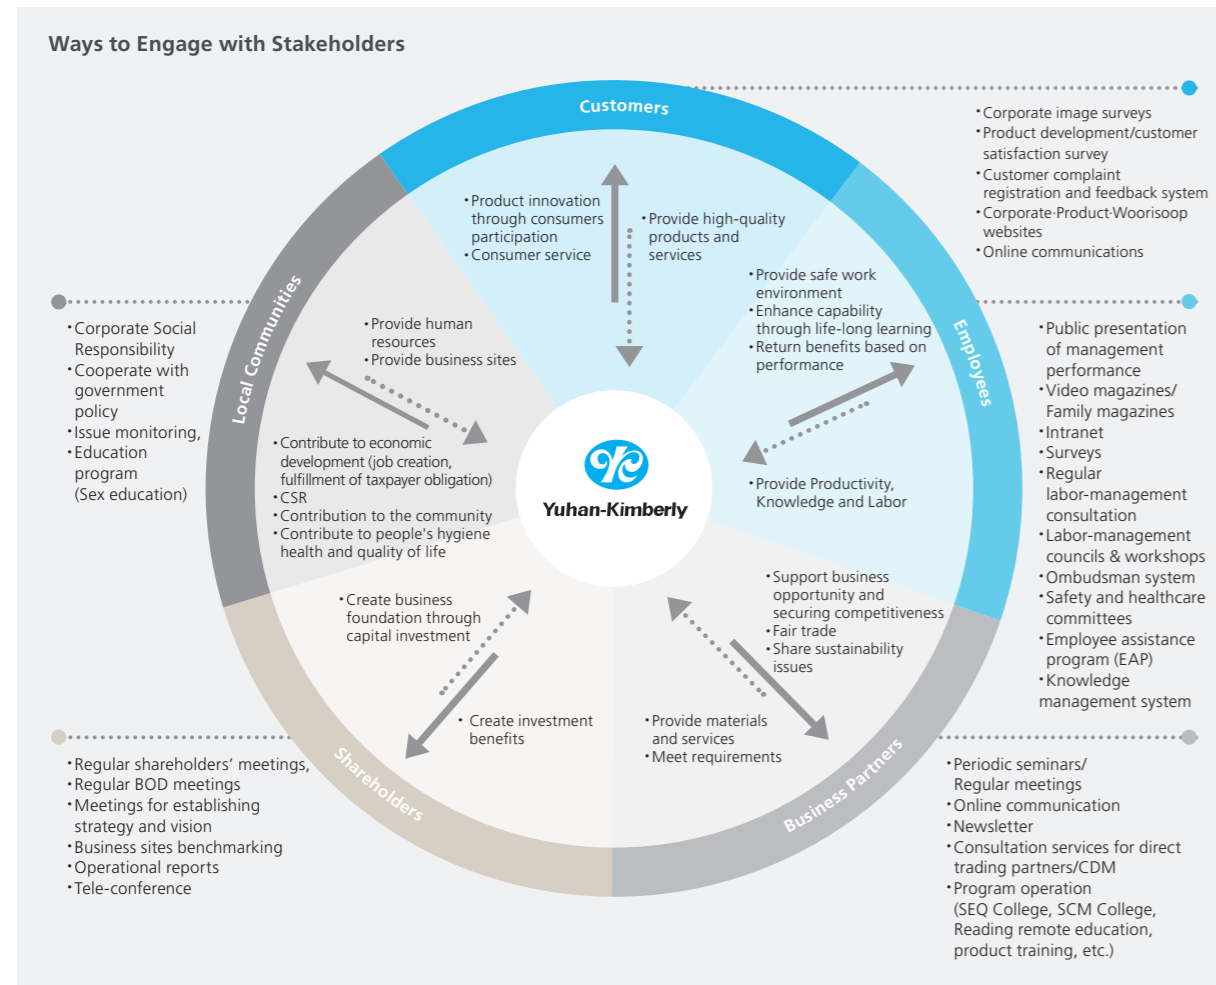 Ways to Engage with Stakeholders
Customers
•Corporate image surveys
•Product development/customer
satisfaction survey
•Customer complaint
registration and feedback system
•Corporate·Product·Woorisoop
websites
•Online communications
•Product innovation
through consumers
participation
•Consumer service
•Provide high-quality
products and
services
Employees
•Provide safe work
environment
•Enhance capability
through life-long learning
•Return benefits based on
performance
•Provide Productivity,
Knowledge and Labor
•Public presentation
of management
performance
•Video magazines/
Family magazines
•Intranet
•Surveys
•Regular
labor-management
consultation
•Labor-management
councils & workshops
•Ombudsman system
•Safety and healthcare
committees
•Employee assistance
program (EAP)
•Knowledge
management system
Local Communities
•Corporate Social
Responsibility
•Cooperate with
government
policy
•Issue monitoring,
•Education
program
(Sex education)
•Provide human
resources
•Provide business sites
•Contribute to economic
development (job creation,
fulfillment of taxpayer obligation)
•CSR
•Contribution to the community
•Contribute to people's hygiene
health and quality of life
Yuhan-Kimberly
•Create business
foundation through
capital investment
• Create investment
benefits
Shareholders
•Regular shareholders’ meetings,
•Regular BOD meetings
•Meetings for establishing
strategy and vision
•Business sites benchmarking
•Operational reports
•Tele-conference
•Support business
opportunity and
securing competitiveness
•Fair trade
•Share sustainability
issues
•Provide materials
and services
•Meet requirements
Business Partners
•Periodic seminars/
Regular meetings
•Online communication
•Newsletter
•Consultation services for direct
trading partners/CDM
•Program operation
(SEQ College, SCM College,
Reading remote education,
product training, etc.)